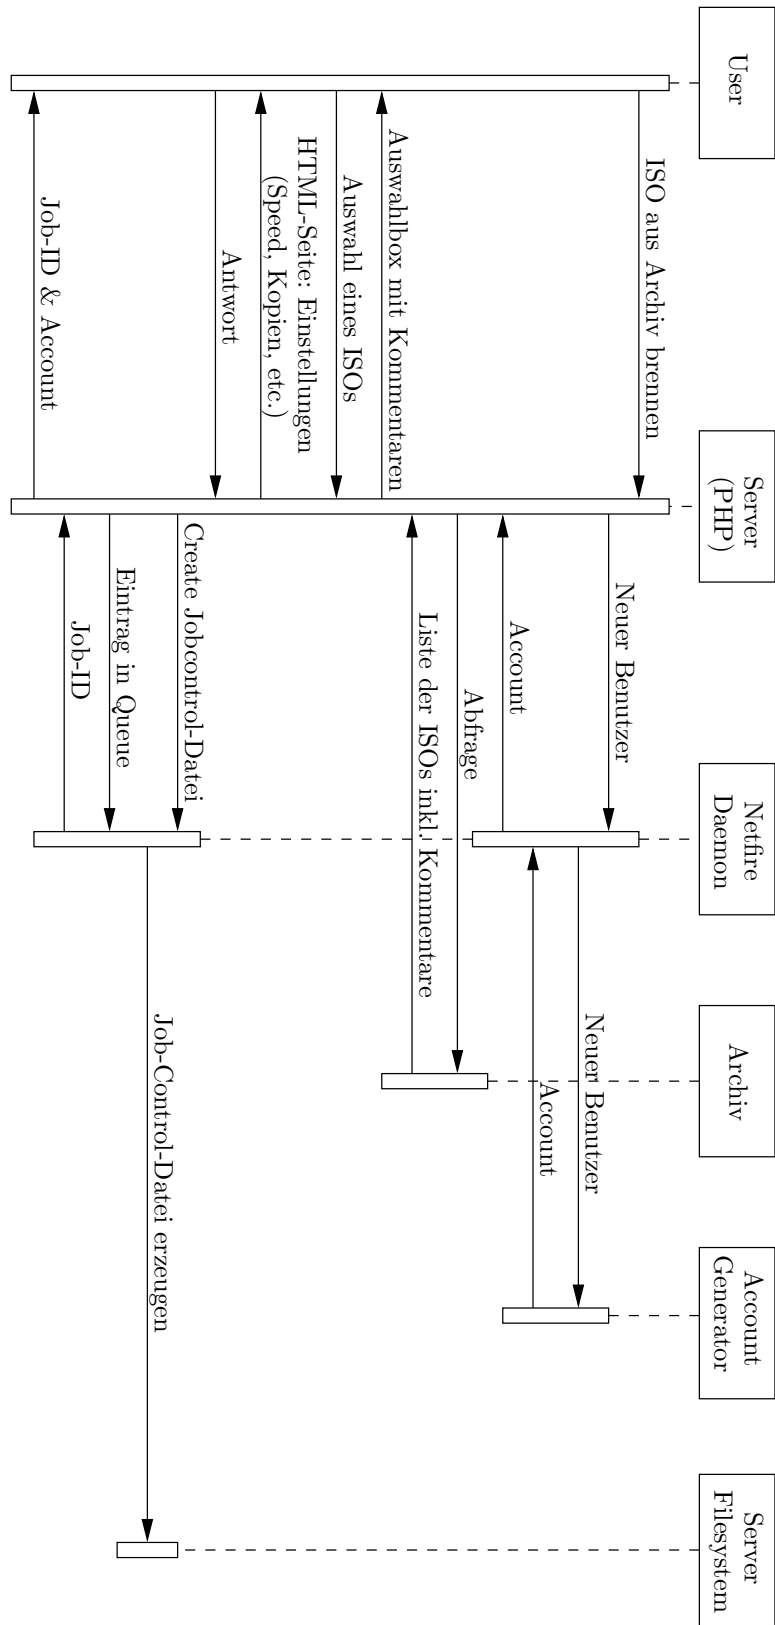 User
Server
(PHP)
Netfire
Daemon
Archiv
Account
Generator
Server
Filesystem
ISO aus Archiv brennen
Neuer Benutzer
Neuer Benutzer
Account
Account
Abfrage
Liste der ISOs inkl. Kommentare
Auswahlbox mit Kommentaren
Auswahl eines ISOs
HTML-Seite: Einstellungen
(Speed, Kopien, etc.)
Antwort
Create Jobcontrol-Datei
Job-Control-Datei erzeugen
Eintrag in Queue
Job-ID
Job-ID & Account